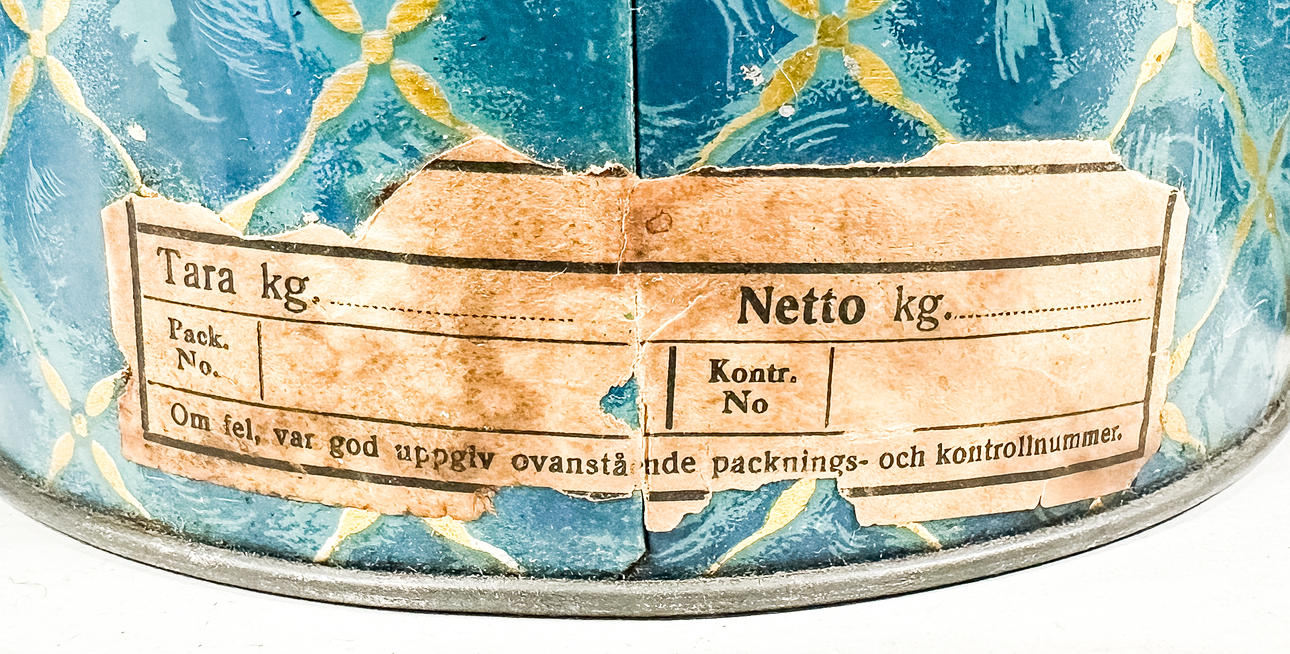 Tara kg. ........................ Netto kg. ........................
Pack. No.
Kontr. No
Om fel, var god uppgiv ovanstående packnings- och kontrollnummer.